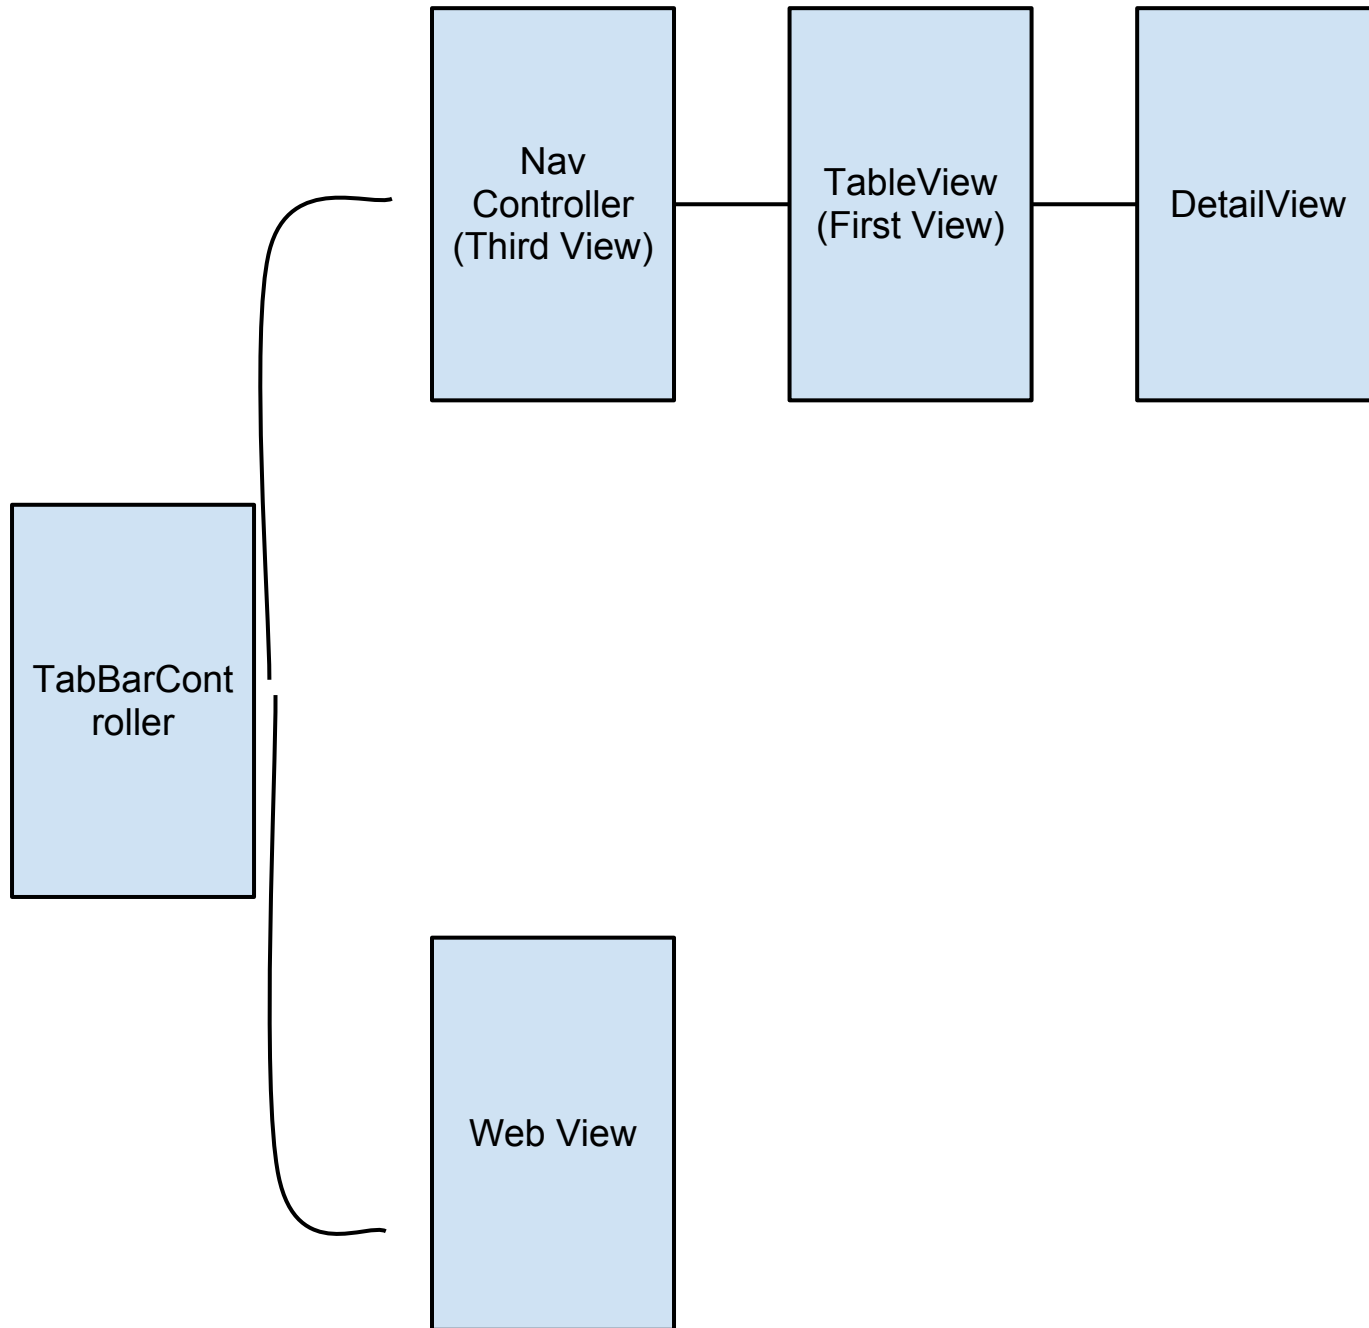 Nav
Controller
(Third View)
TableView
(First View)
DetailView
TabBarCont
roller
Web View